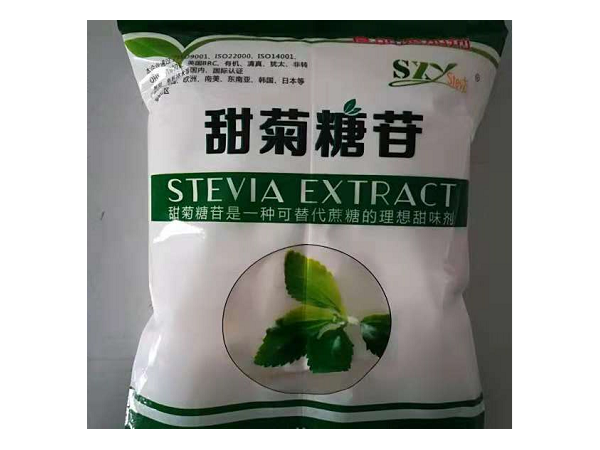 ISO22000, ISO14001,
美国BRC、有机、清真、犹太、非转
国内、国际认证
欧洲、南美、东南亚、韩国、日本等
SZY
Stevia
®
甜菊糖苷
STEVIA EXTRACT
甜菊糖苷是一种可替代蔗糖的理想甜味剂